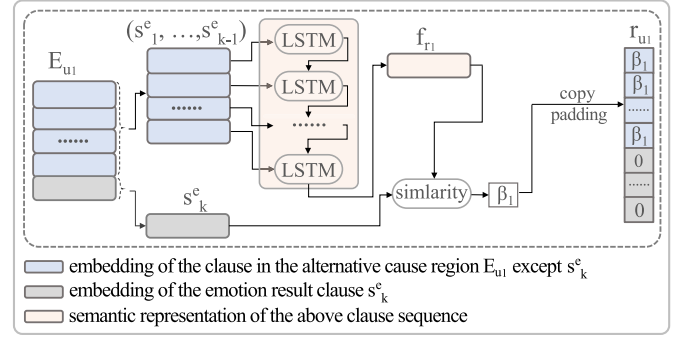 E_u1
(s^e_1, ...,s^e_k-1)
LSTM
LSTM
......
LSTM
......
......
f_r1
s^e_k
simlarity
β_1
copy
padding
r_u1
β_1
β_1
......
β_1
0
......
0
embedding of the clause in the alternative cause region E_u1 except s^e_k
embedding of the emotion result clause s^e_k
semantic representation of the above clause sequence